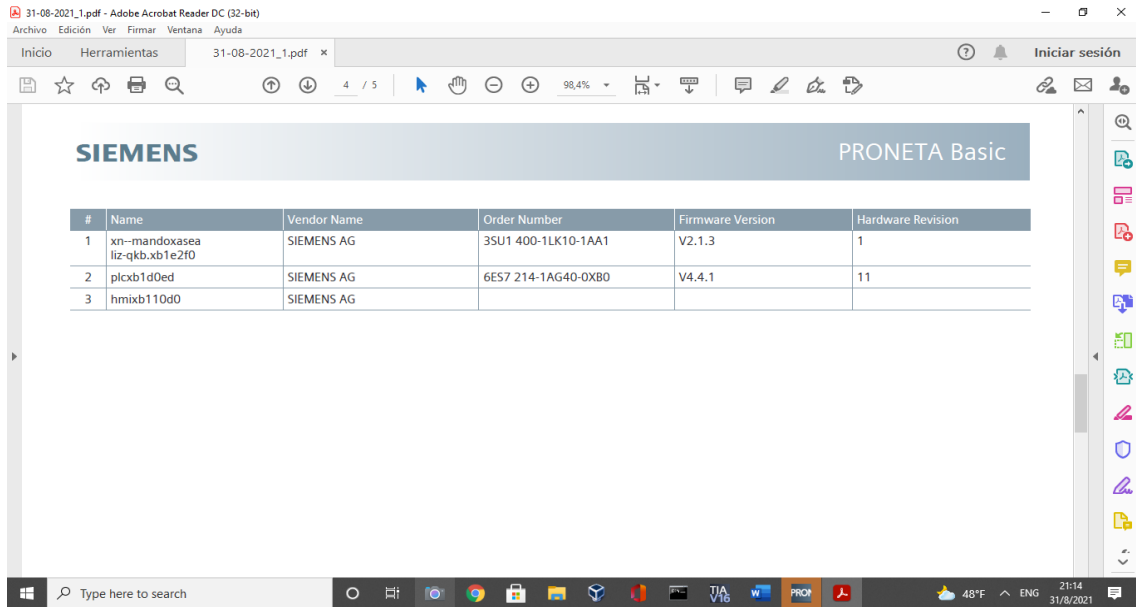 31-08-2021_1.pdf - Adobe Acrobat Reader DC (32-bit)
Archivo Edición Ver Firmar Ventana Ayuda
Inicio Herramientas 31-08-2021_1.pdf × Iniciar sesión
4 / 5 98,4%
SIEMENS PRONETA Basic
# Name Vendor Name Order Number Firmware Version Hardware Revision
1 xn--mandoxasea SIEMENS AG 3SU1 400-1LK10-1AA1 V2.1.3 1
liz-qkb.xb1e2f0
2 plcxb1d0ed SIEMENS AG 6ES7 214-1AG40-0XB0 V4.4.1 11
3 hmixb110d0 SIEMENS AG
Type here to search TIA V16 W PRON 48°F ENG 21:14
31/8/2021